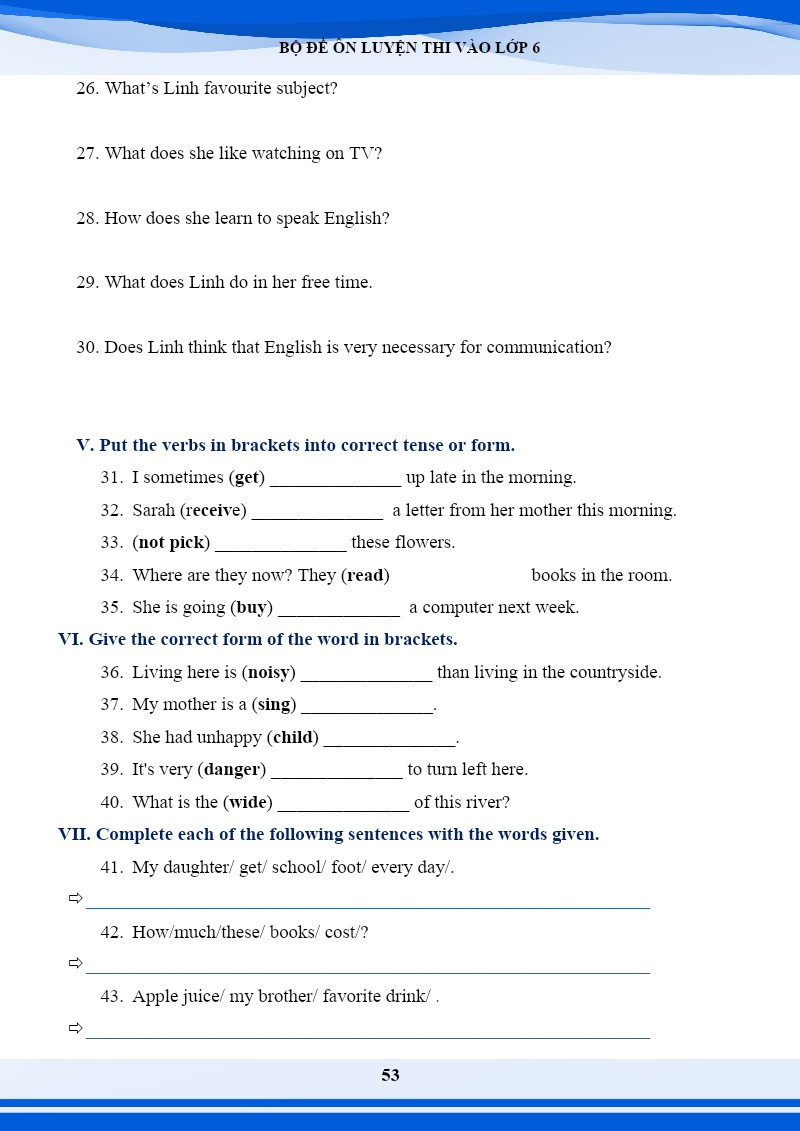 BỘ ĐỀ ÔN LUYỆN THI VÀO LỚP 6
26. What's Linh favourite subject?
27. What does she like watching on TV?
28. How does she learn to speak English?
29. What does Linh do in her free time.
30. Does Linh think that English is very necessary for communication?
V. Put the verbs in brackets into correct tense or form.
31. I sometimes (get) ______________ up late in the morning.
32. Sarah (receive) ______________ a letter from her mother this morning.
33. (not pick) ______________ these flowers.
34. Where are they now? They (read) books in the room.
35. She is going (buy) _____________ a computer next week.
VI. Give the correct form of the word in brackets.
36. Living here is (noisy) ______________ than living in the countryside.
37. My mother is a (sing) ______________.
38. She had unhappy (child) ______________.
39. It's very (danger) ______________ to turn left here.
40. What is the (wide) ______________ of this river?
VII. Complete each of the following sentences with the words given.
41. My daughter/ get/ school/ foot/ every day/.
⇨ ____________________________________________________________
42. How/much/these/ books/ cost/?
⇨ ____________________________________________________________
43. Apple juice/ my brother/ favorite drink/ .
⇨ ____________________________________________________________
53